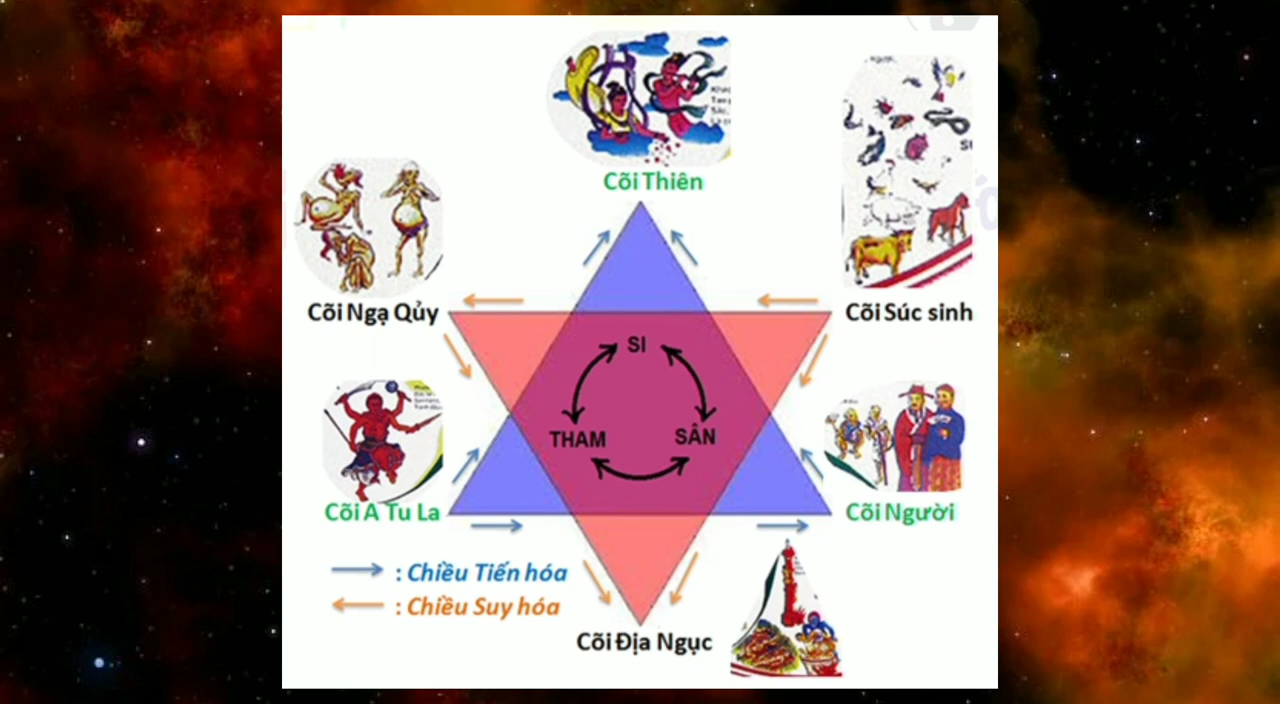 Cõi Thiên
Cõi Ngạ Qủy
Cõi Súc sinh
SI
THAM
SÂN
Cõi A Tu La
Cõi Người
: Chiều Tiến hóa
: Chiều Suy hóa
Cõi Địa Ngục